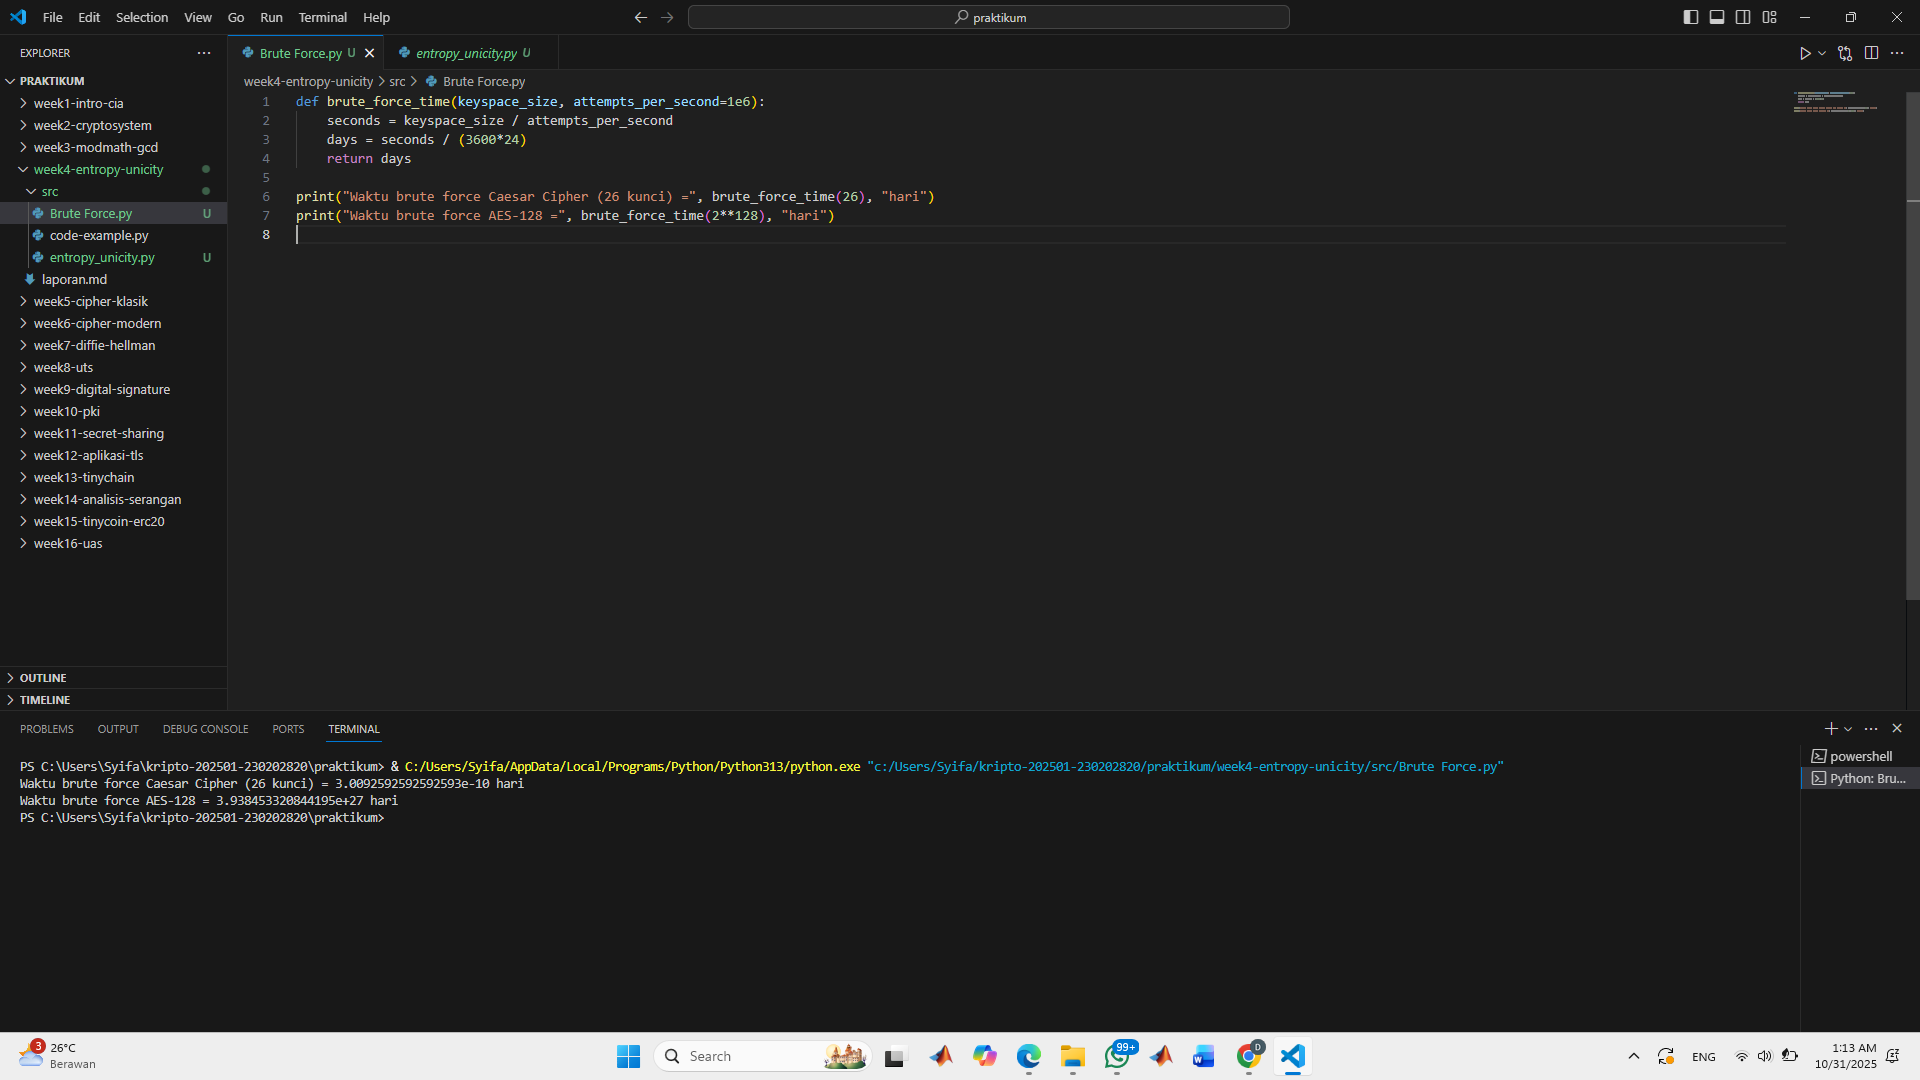 File Edit Selection View Go Run Terminal Help
praktikum
EXPLORER
PRAKTIKUM
week1-intro-cia
week2-cryptosystem
week3-modmath-gcd
week4-entropy-unicity
src
Brute Force.py U
code-example.py
entropy_unicity.py U
laporan.md
week5-cipher-klasik
week6-cipher-modern
week7-diffie-hellman
week8-uts
week9-digital-signature
week10-pki
week11-secret-sharing
week12-aplikasi-tls
week13-tinychain
week14-analisis-serangan
week15-tinycoin-erc20
week16-uas
OUTLINE
TIMELINE
Brute Force.py U
entropy_unicity.py U
week4-entropy-unicity > src > Brute Force.py
1 def brute_force_time(keyspace_size, attempts_per_second=1e6):
2 seconds = keyspace_size / attempts_per_second
3 days = seconds / (3600*24)
4 return days
5
6 print("Waktu brute force Caesar Cipher (26 kunci) =", brute_force_time(26), "hari")
7 print("Waktu brute force AES-128 =", brute_force_time(2**128), "hari")
8
PROBLEMS OUTPUT DEBUG CONSOLE PORTS TERMINAL
PS C:\Users\Syifa\kripto-202501-230202820\praktikum> & C:/Users/Syifa/AppData/Local/Programs/Python/Python313/python.exe "c:/Users/Syifa/kripto-202501-230202820/praktikum/week4-entropy-unicity/src/Brute Force.py"
Waktu brute force Caesar Cipher (26 kunci) = 3.0092592592592593e-10 hari
Waktu brute force AES-128 = 3.938453320844195e+27 hari
PS C:\Users\Syifa\kripto-202501-230202820\praktikum>
powershell
Python: Bru...
3
26°C
Berawan
Search
99+
D
ENG
1:13 AM
10/31/2025